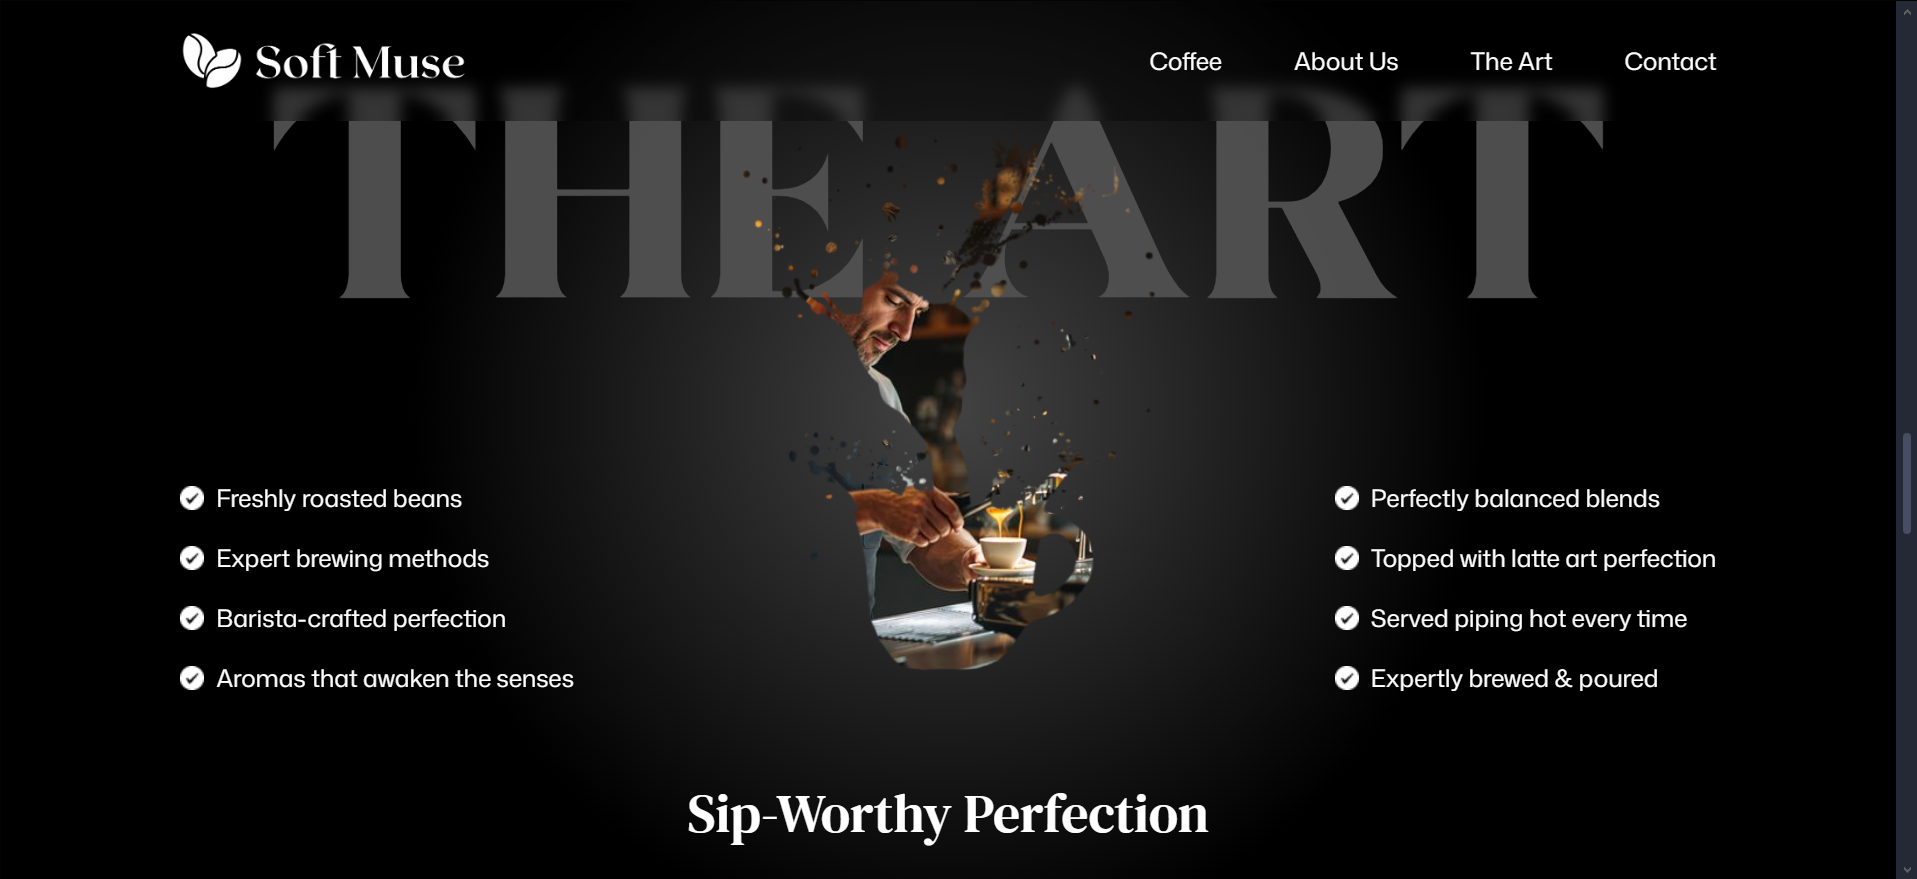 Soft Muse
Coffee
About Us
The Art
Contact
THE ART
Freshly roasted beans
Expert brewing methods
Barista-crafted perfection
Aromas that awaken the senses
Perfectly balanced blends
Topped with latte art perfection
Served piping hot every time
Expertly brewed & poured
Sip-Worthy Perfection